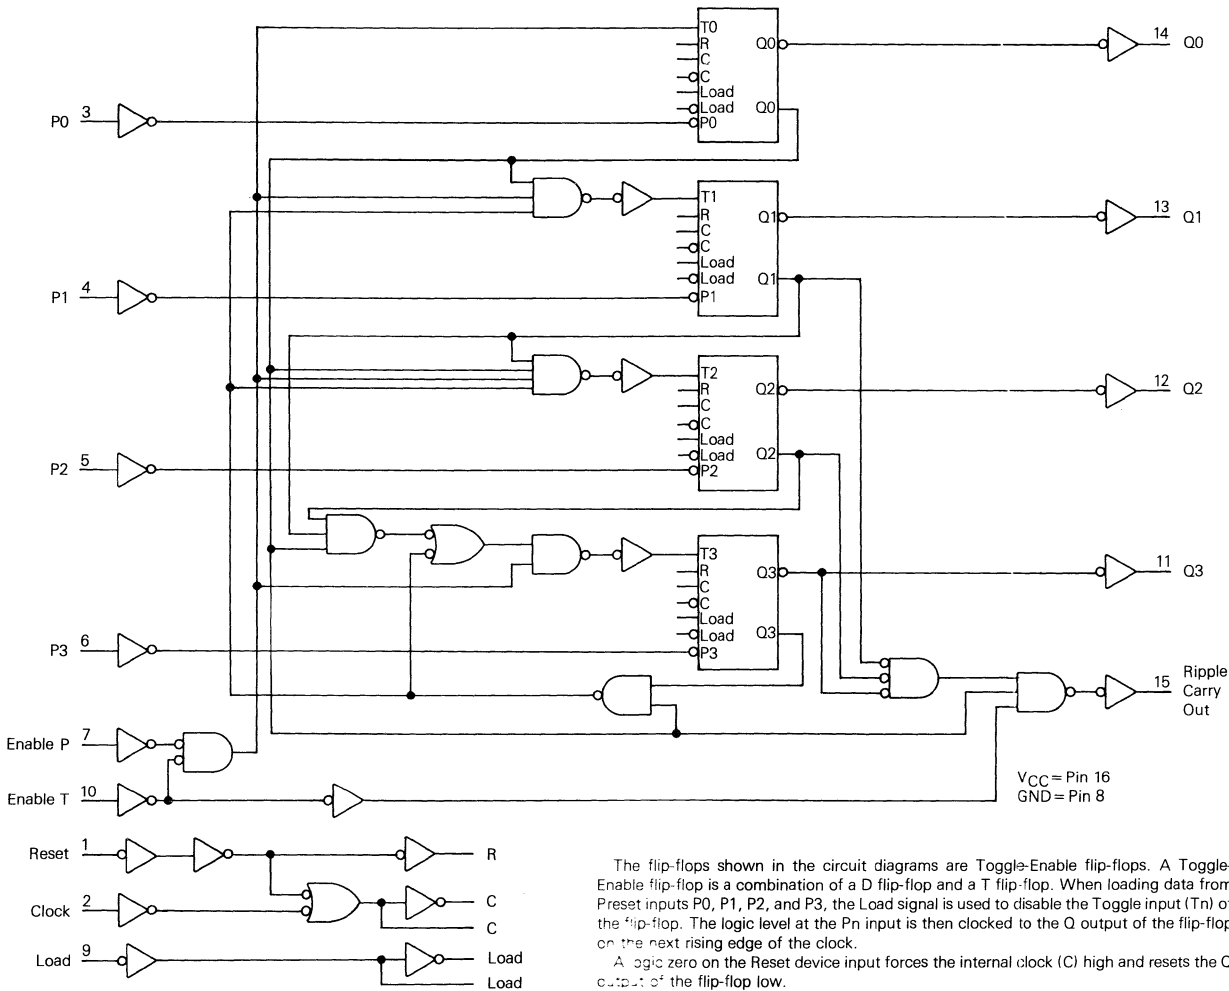 T0
R
C
C
Load
Load
P0
Q0
Q0
14 Q0
P0 3
T1
R
C
C
Load
Load
P1
Q1
Q1
13 Q1
P1 4
T2
R
C
C
Load
Load
P2
Q2
Q2
12 Q2
P2 5
T3
R
C
C
Load
Load
P3
Q3
Q3
11 Q3
P3 6
15 Ripple
Carry
Out
Enable P 7
Enable T 10
VCC = Pin 16
GND = Pin 8
Reset 1
R
Clock 2
C
C
Load 9
Load
Load
The flip-flops shown in the circuit diagrams are Toggle-Enable flip-flops. A Toggle-
Enable flip-flop is a combination of a D flip-flop and a T flip-flop. When loading data from
Preset inputs P0, P1, P2, and P3, the Load signal is used to disable the Toggle input (Tn) of
the flip-flop. The logic level at the Pn input is then clocked to the Q output of the flip-flop
on the next rising edge of the clock.
A logic zero on the Reset device input forces the internal clock (C) high and resets the Q
output of the flip-flop low.